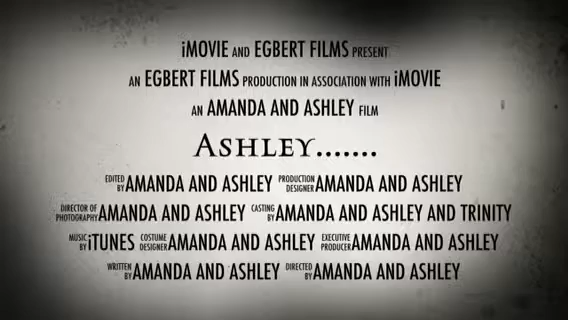 iMOVIE AND EGBERT FILMS PRESENT
AN EGBERT FILMS PRODUCTION IN ASSOCIATION WITH iMOVIE
AN AMANDA AND ASHLEY FILM
ASHLEY.......
EDITED BY AMANDA AND ASHLEY PRODUCTION DESIGNER AMANDA AND ASHLEY
DIRECTOR OF PHOTOGRAPHY AMANDA AND ASHLEY CASTING BY AMANDA AND ASHLEY AND TRINITY
MUSIC BY iTUNES COSTUME DESIGNER AMANDA AND ASHLEY EXECUTIVE PRODUCER AMANDA AND ASHLEY
WRITTEN BY AMANDA AND ASHLEY DIRECTED BY AMANDA AND ASHLEY